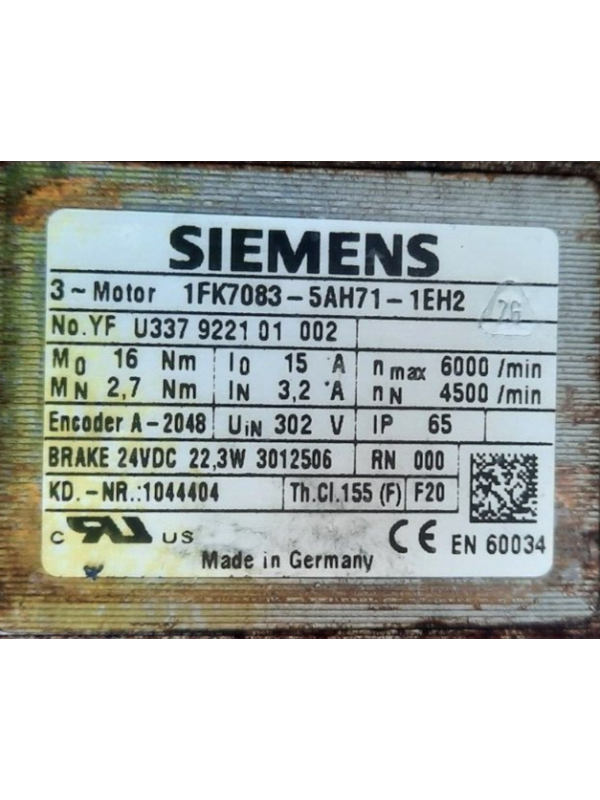 SIEMENS
3~Motor 1FK7083-5AH71-1EH2
No.YF U337 9221 01 002
M0 16 Nm I0 15 A nmax 6000 /min
MN 2,7 Nm IN 3,2 A nN 4500 /min
Encoder A-2048 UIN 302 V IP 65
BRAKE 24VDC 22,3W 3012506 RN 000
KD.-NR.:1044404 Th.Cl.155 (F) F20
C US CE EN 60034
Made in Germany